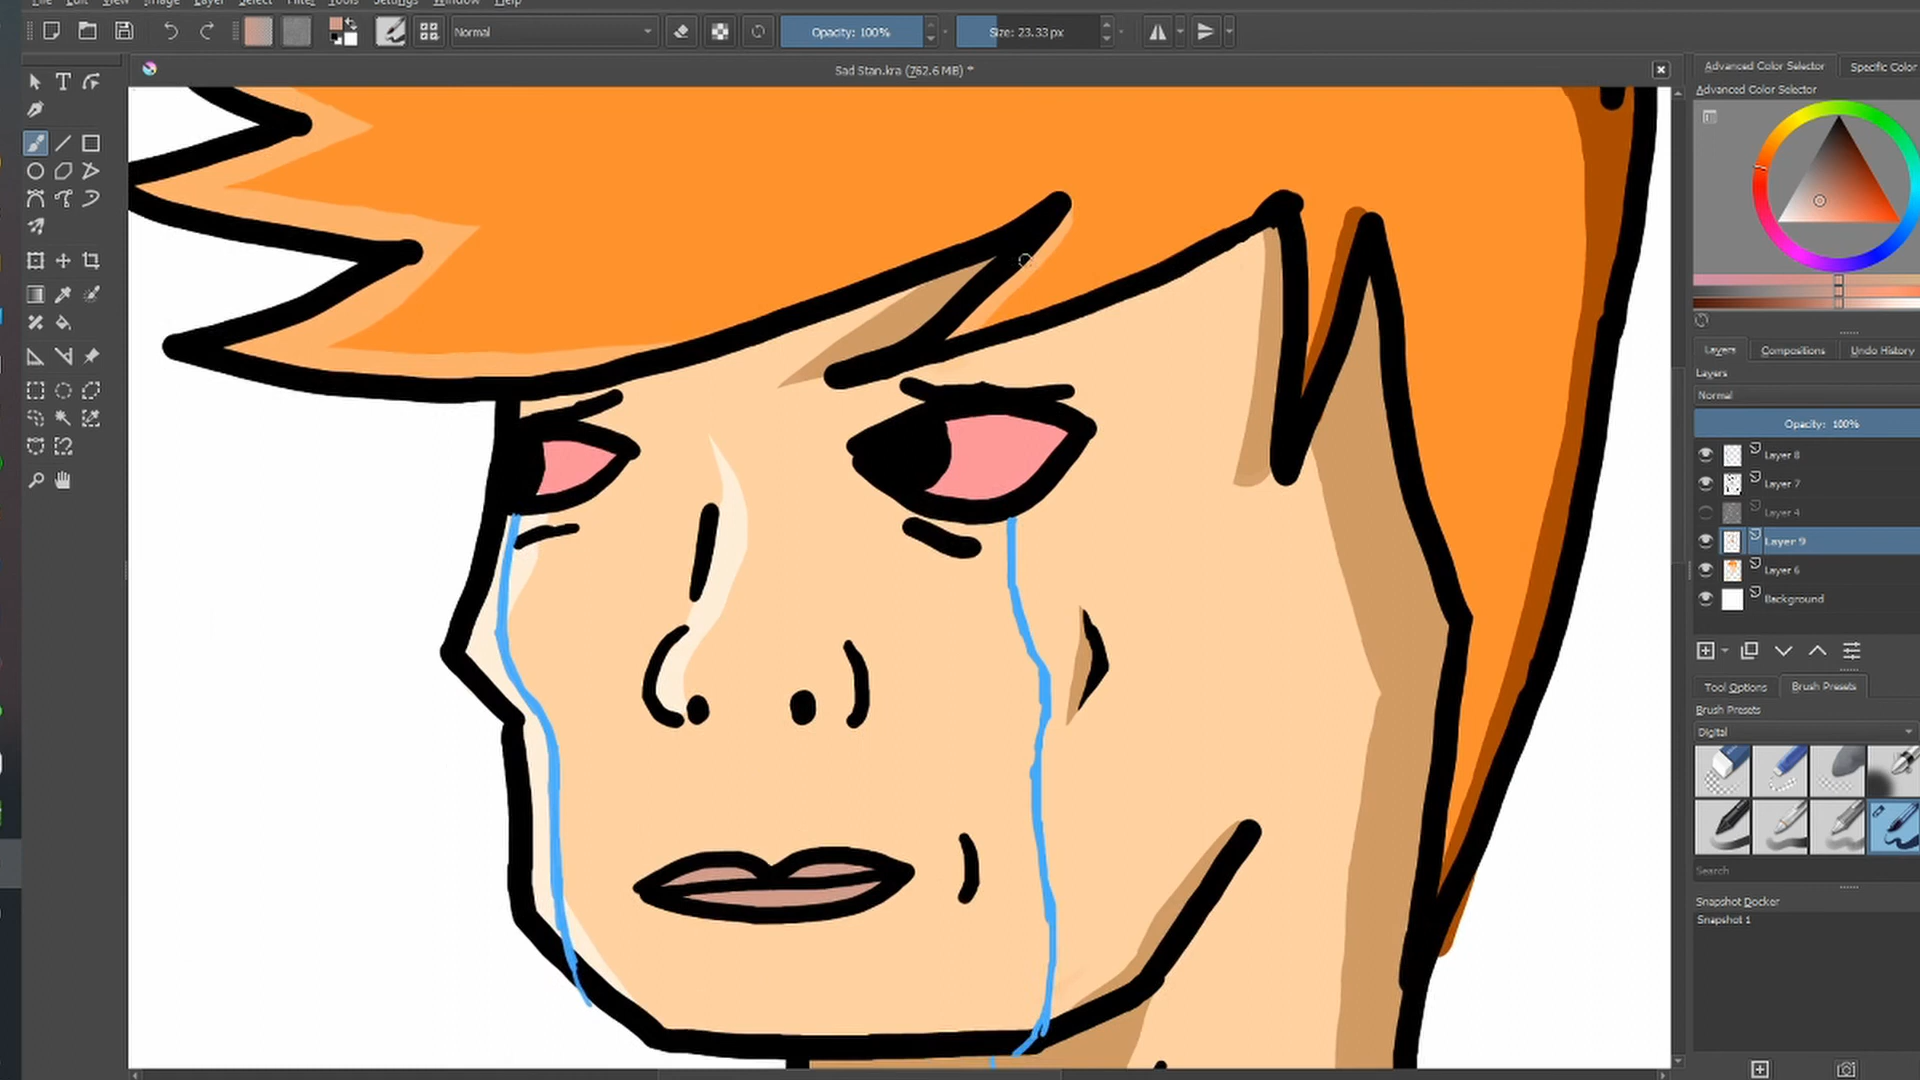 File Edit View Image Layer Select Filter Tools Settings Window Help
Normal
Opacity: 100%
Size: 23.33 px
Sad Stan.kra (762.6 MB) *
Advanced Color Selector
Specific Color
Advanced Color Selector
Layers
Compositions
Undo History
Layers
Normal
Opacity: 100%
Layer 8
Layer 7
Layer 4
Layer 9
Layer 6
Background
Tool Options
Brush Presets
Brush Presets
Digital
Search
Snapshot Docker
Snapshot 1